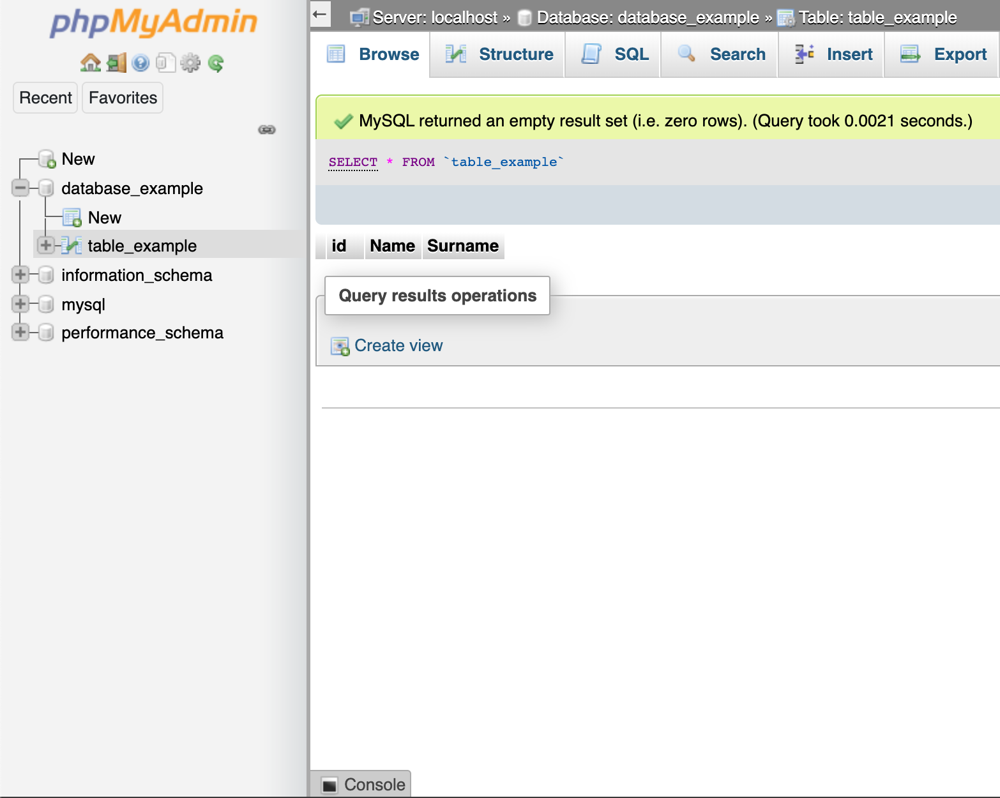 phpMyAdmin
Recent Favorites
New
database_example
New
table_example
information_schema
mysql
performance_schema
Server: localhost » Database: database_example » Table: table_example
Browse Structure SQL Search Insert Export
MySQL returned an empty result set (i.e. zero rows). (Query took 0.0021 seconds.)
SELECT * FROM `table_example`
id Name Surname
Query results operations
Create view
Console